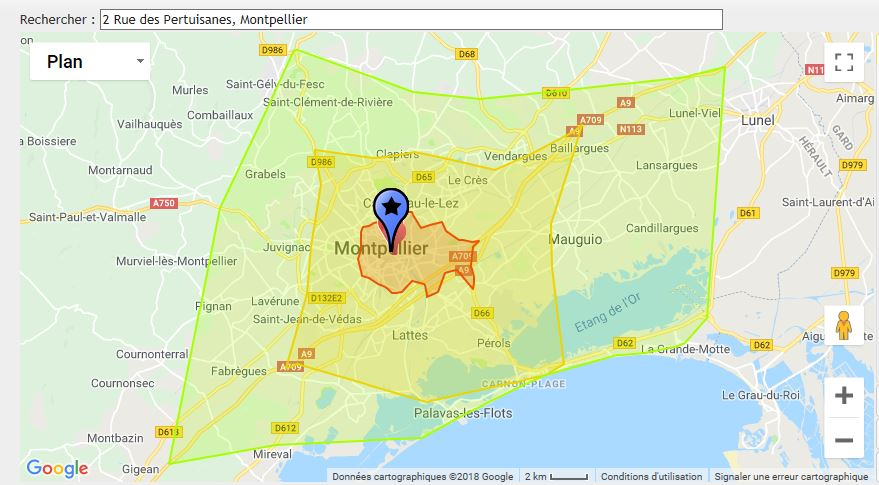 Rechercher : 2 Rue des Pertuisanes, Montpellier
Plan
D986
D68
Murles
Saint-Gély-du-Fesc
Combaillaux
Saint-Clément-de-Rivière
D610
A9
N11
Aimarg
Vailhauquès
A709
A9
N113
Lunel-Viel
Lunel
a Boissière
Montarnaud
Grabels
D986
Clapiers
Vendargues
Baillargues
GARD
HÉRAULT
D65
Le Crès
Lansargues
D979
A750
Saint-Paul-et-Valmalle
au-le-Lez
D61
Saint-Laurent-d'Ai
Juvignac
Montpellier
Mauguio
Candillargues
Murviel-lès-Montpellier
A709
A9
D979
Pignan
Lavérune
D132E2
Saint-Jean-de-Védas
D66
Etang de l'Or
Lattes
Pérols
D62
La Grande-Motte
D62
Aigu
Cournonterral
A9
A709
Fabrègues
Cournonsec
CARNON-PLAGE
Le Grau-du-Roi
Palavas-les-Flots
Montbazin
D613
D612
Mireval
Gigean
Google
Données cartographiques ©2018 Google
2 km
Conditions d'utilisation
Signaler une erreur cartographique